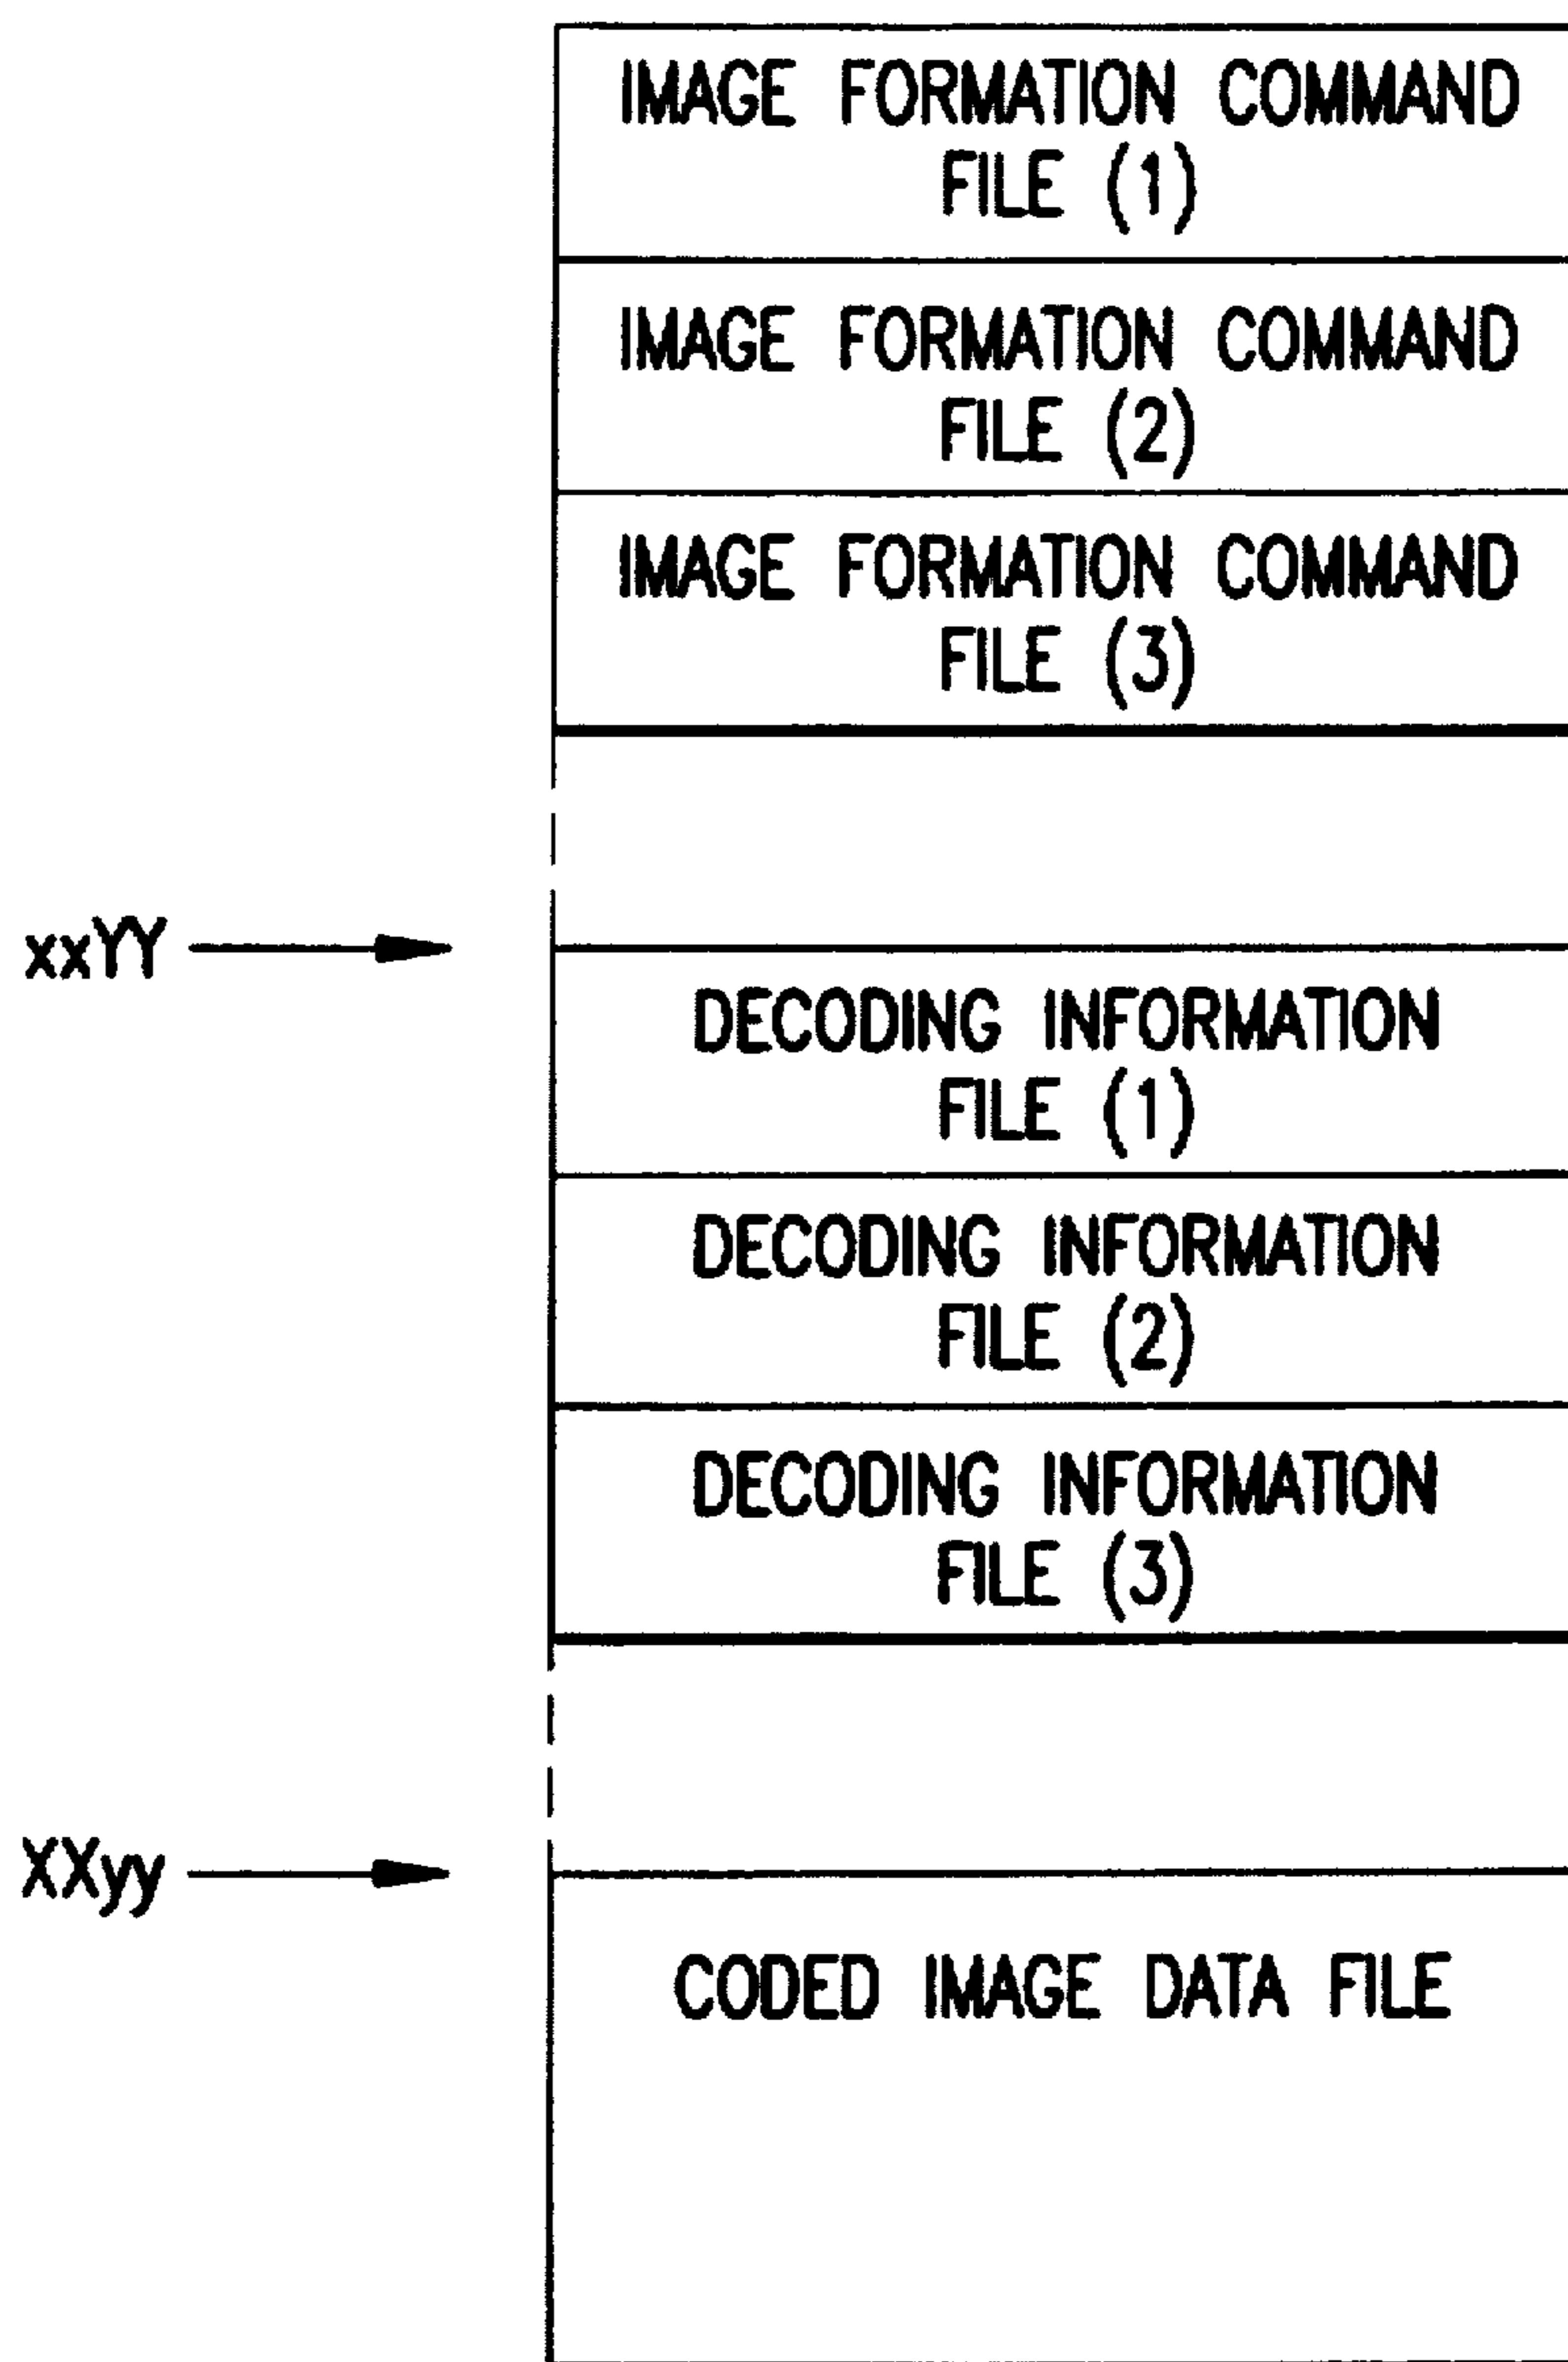 IMAGE FORMATION COMMAND
FILE (1)
IMAGE FORMATION COMMAND
FILE (2)
IMAGE FORMATION COMMAND
FILE (3)
xxYY
DECODING INFORMATION
FILE (1)
DECODING INFORMATION
FILE (2)
DECODING INFORMATION
FILE (3)
XXyy
CODED IMAGE DATA FILE